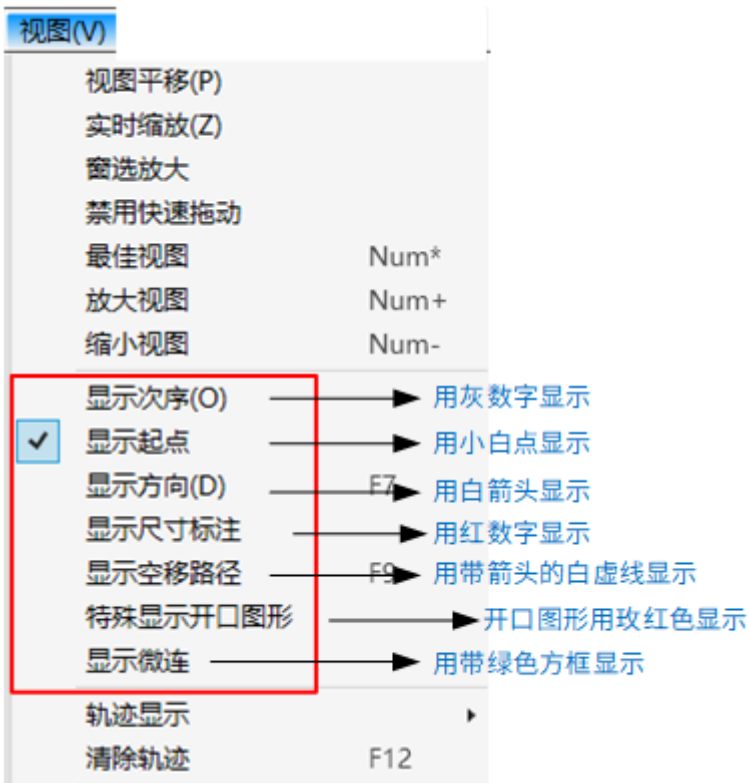 视图(V)
视图平移(P)
实时缩放(Z)
窗选放大
禁用快速拖动
最佳视图 Num*
放大视图 Num+
缩小视图 Num-
显示次序(O) 用灰数字显示
显示起点 用小白点显示
显示方向(D) F7 用白箭头显示
显示尺寸标注 用红数字显示
显示空移路径 F9 用带箭头的白虚线显示
特殊显示开口图形 开口图形用玫红色显示
显示微连 用带绿色方框显示
轨迹显示
清除轨迹 F12